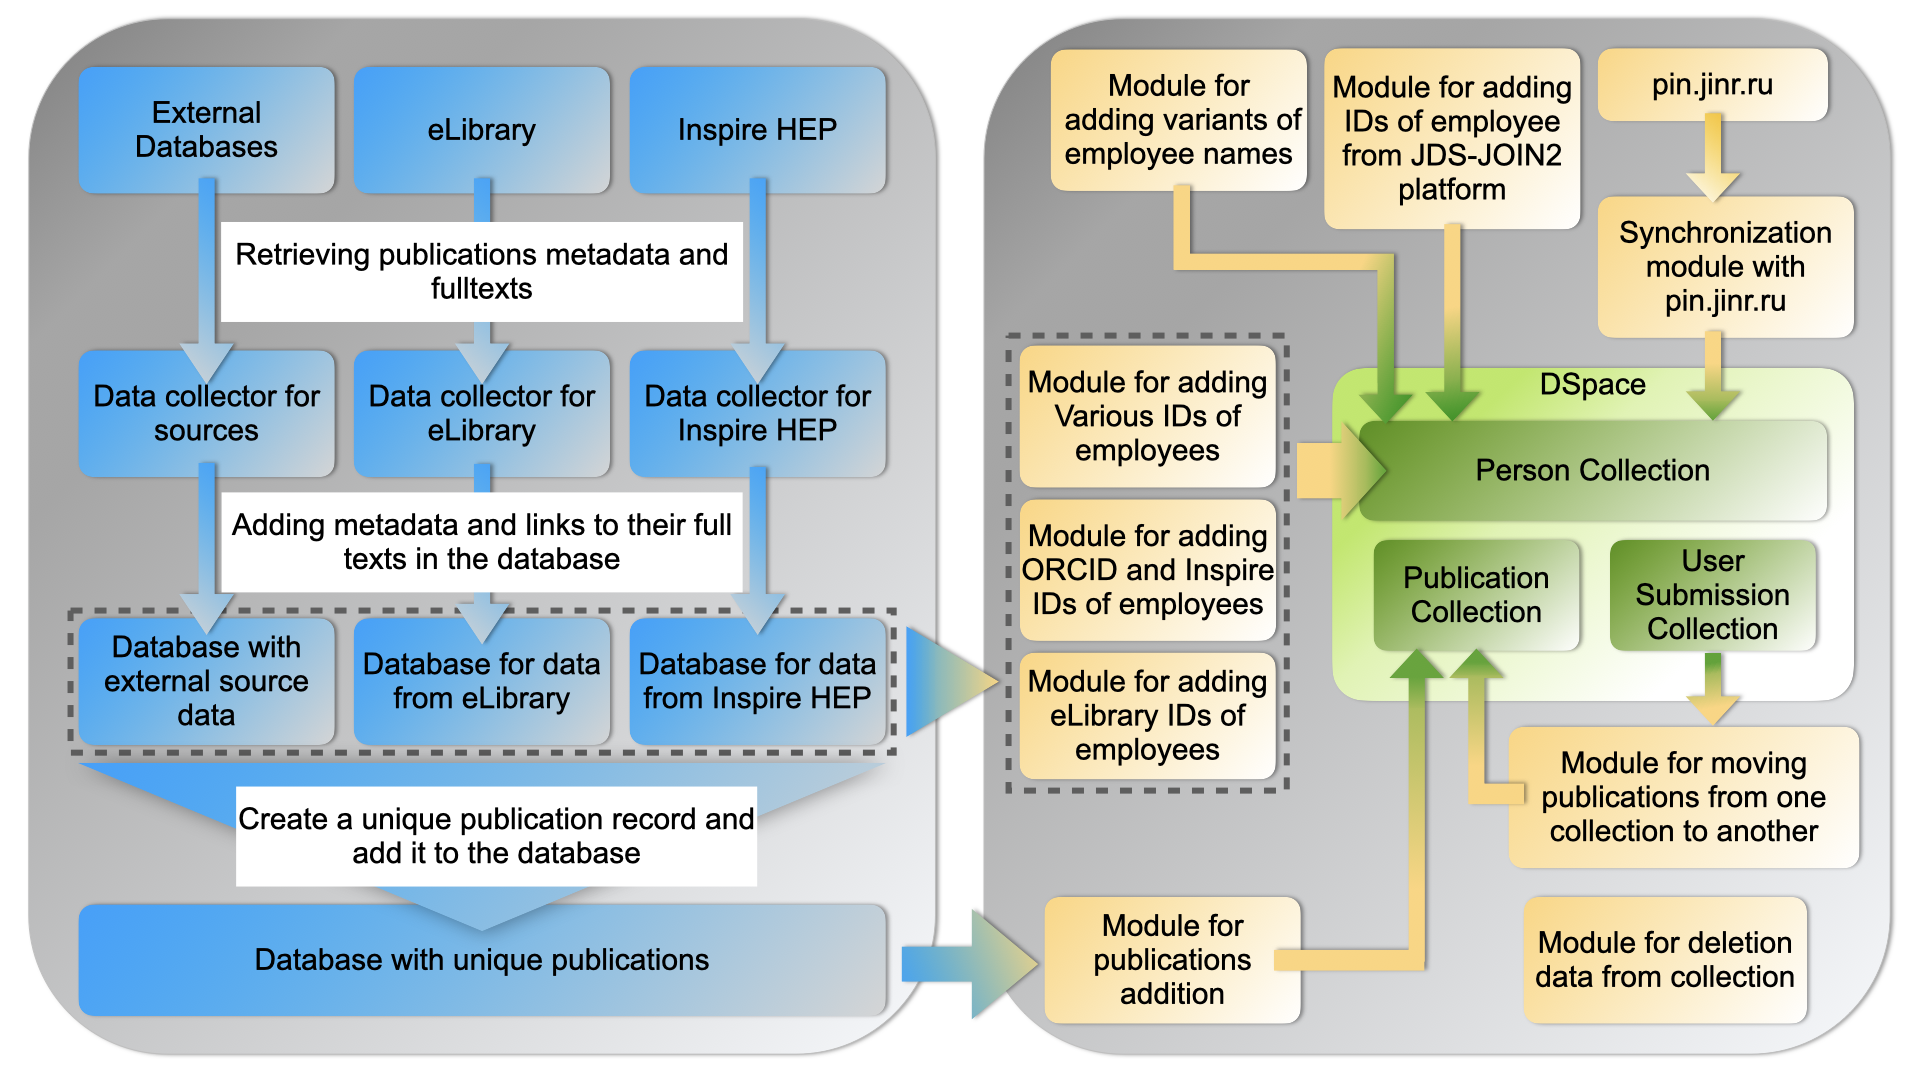 External
Databases
eLibrary
Inspire HEP
Retrieving publications metadata and
fulltexts
Data collector for
sources
Data collector for
eLibrary
Data collector for
Inspire HEP
Adding metadata and links to their full
texts in the database
Database with
external source
data
Database for data
from eLibrary
Database for data
from Inspire HEP
Create a unique publication record and
add it to the database
Database with unique publications
Module for
adding variants of
employee names
Module for adding
IDs of employee
from JDS-JOIN2
platform
pin.jinr.ru
Synchronization
module with
pin.jinr.ru
Module for adding
Various IDs of
employees
Module for adding
ORCID and Inspire
IDs of employees
Module for adding
eLibrary IDs of
employees
DSpace
Person Collection
Publication
Collection
User
Submission
Collection
Module for moving
publications from one
collection to another
Module for
publications
addition
Module for deletion
data from collection